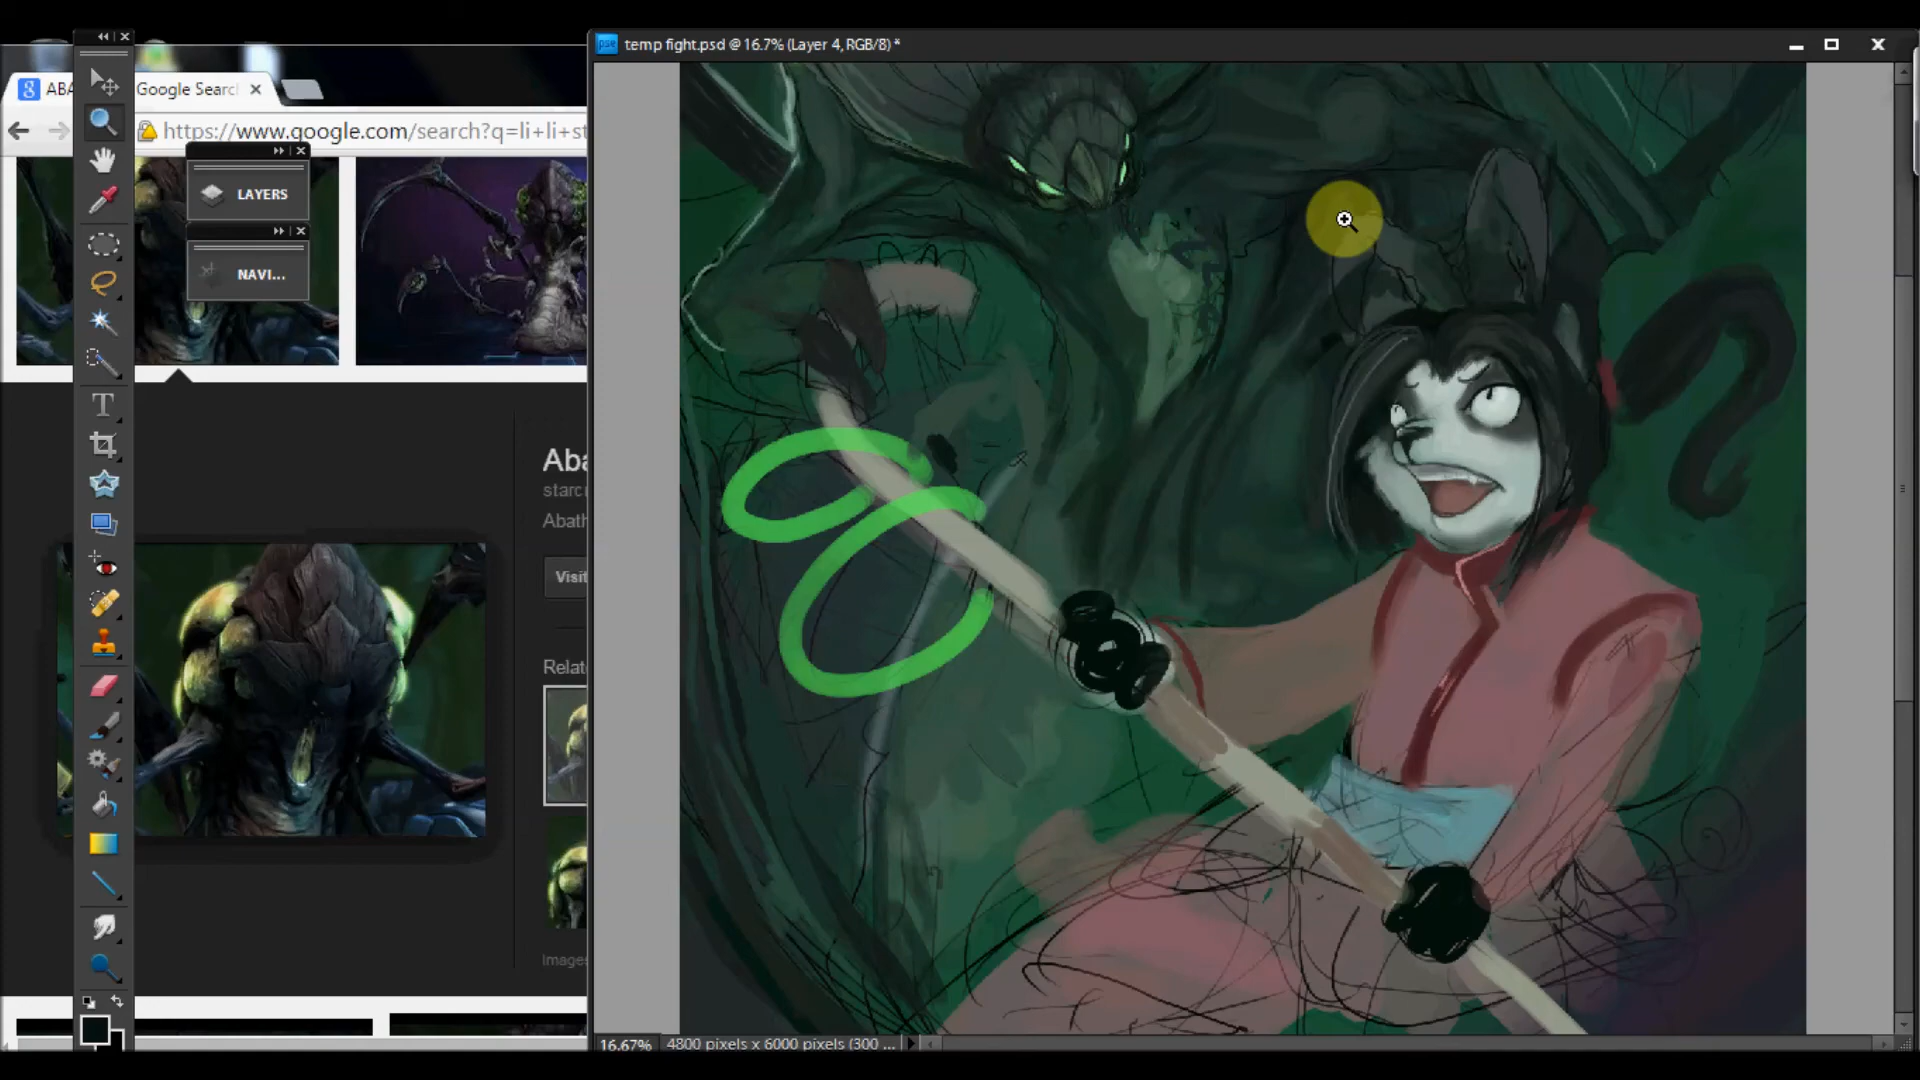 temp fight.psd @ 16.7% (Layer 4, RGB/8) *
ABA
Google Searc
https://www.google.com/search?q=li+li+st
LAYERS
NAVI...
T
Aba
starc
Abath
Visit
Relate
Images
16.67%
4800 pixels x 6000 pixels (300 ...